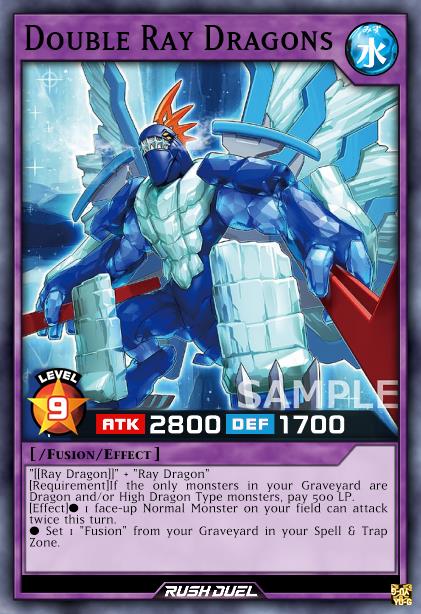 DOUBLE RAY DRAGONS
みず
水
SAMPLE
LEVEL
9
ATK 2800 DEF 1700
[/FUSION/EFFECT]
"[[Ray Dragon]]" + "Ray Dragon"
[Requirement]If the only monsters in your Graveyard are
Dragon and/or High Dragon Type monsters, pay 500 LP.
[Effect]● 1 face-up Normal Monster on your field can attack
twice this turn.
● Set 1 "Fusion" from your Graveyard in your Spell & Trap
Zone.
RUSH DUEL